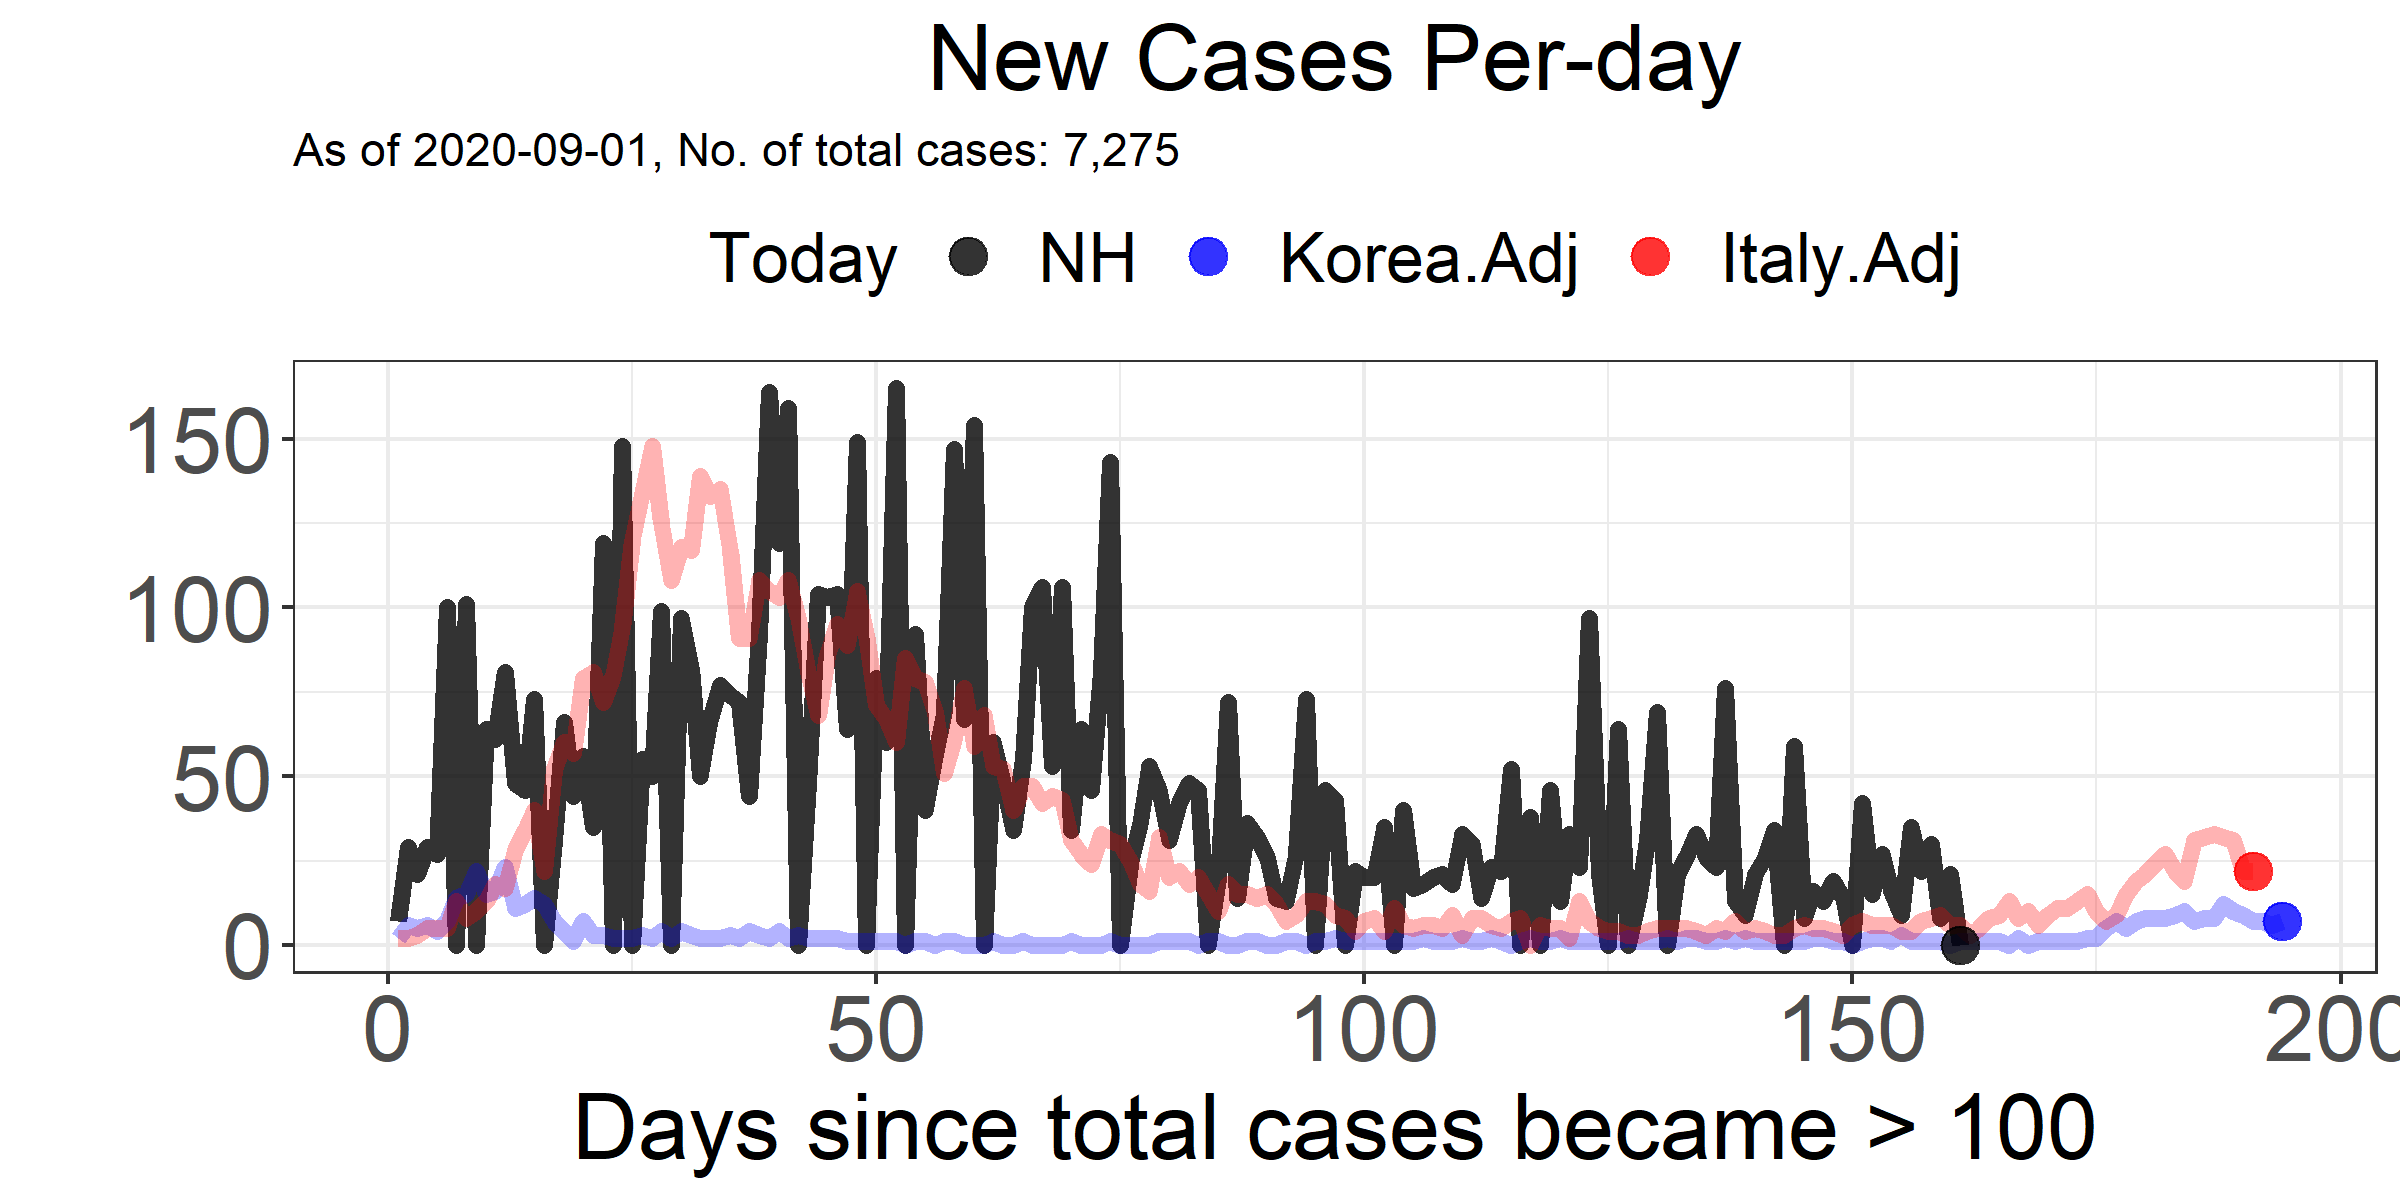 New Cases Per-day
As of 2020-09-01, No. of total cases: 7,275
Today NH Korea.Adj Italy.Adj
150
100
50
0
0 50 100 150 200
Days since total cases became > 100